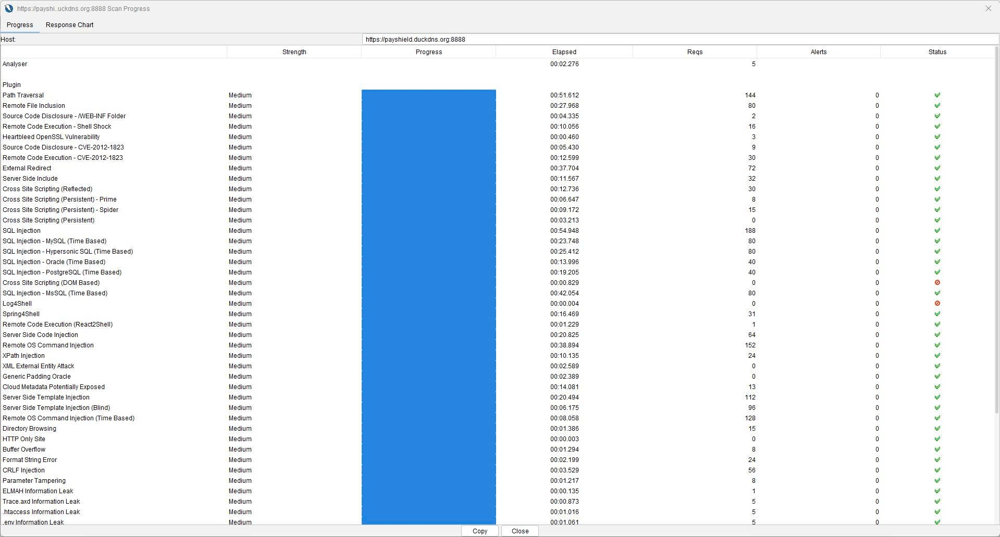 https://payshi..uckdns.org:8888 Scan Progress
Progress Response Chart
Host: https://payshield.duckdns.org:8888
Strength Progress Elapsed Reqs Alerts Status
Analyser 00:02.276 5
Plugin
Path Traversal Medium 00:51.612 144 0
Remote File Inclusion Medium 00:27.968 80 0
Source Code Disclosure - /WEB-INF Folder Medium 00:04.335 2 0
Remote Code Execution - Shell Shock Medium 00:10.056 16 0
Heartbleed OpenSSL Vulnerability Medium 00:00.460 3 0
Source Code Disclosure - CVE-2012-1823 Medium 00:05.430 9 0
Remote Code Execution - CVE-2012-1823 Medium 00:12.599 30 0
External Redirect Medium 00:37.704 72 0
Server Side Include Medium 00:11.567 32 0
Cross Site Scripting (Reflected) Medium 00:12.736 30 0
Cross Site Scripting (Persistent) - Prime Medium 00:06.647 8 0
Cross Site Scripting (Persistent) - Spider Medium 00:09.172 15 0
Cross Site Scripting (Persistent) Medium 00:03.213 0 0
SQL Injection Medium 00:54.948 188 0
SQL Injection - MySQL (Time Based) Medium 00:23.748 80 0
SQL Injection - Hypersonic SQL (Time Based) Medium 00:25.412 80 0
SQL Injection - Oracle (Time Based) Medium 00:13.996 40 0
SQL Injection - PostgreSQL (Time Based) Medium 00:19.205 40 0
Cross Site Scripting (DOM Based) Medium 00:00.829 0 0
SQL Injection - MsSQL (Time Based) Medium 00:42.054 80 0
Log4Shell Medium 00:00.004 0 0
Spring4Shell Medium 00:16.469 31 0
Remote Code Execution (React2Shell) Medium 00:01.229 1 0
Server Side Code Injection Medium 00:20.825 64 0
Remote OS Command Injection Medium 00:38.894 152 0
XPath Injection Medium 00:10.135 24 0
XML External Entity Attack Medium 00:02.589 0 0
Generic Padding Oracle Medium 00:02.389 0 0
Cloud Metadata Potentially Exposed Medium 00:14.081 13 0
Server Side Template Injection Medium 00:20.494 112 0
Server Side Template Injection (Blind) Medium 00:06.175 96 0
Remote OS Command Injection (Time Based) Medium 00:08.058 128 0
Directory Browsing Medium 00:01.386 15 0
HTTP Only Site Medium 00:00.003 0 0
Buffer Overflow Medium 00:01.294 8 0
Format String Error Medium 00:02.199 24 0
CRLF Injection Medium 00:03.529 56 0
Parameter Tampering Medium 00:01.217 8 0
ELMAH Information Leak Medium 00:00.135 1 0
Trace.axd Information Leak Medium 00:00.873 5 0
.htaccess Information Leak Medium 00:01.016 5 0
.env Information Leak Medium 00:01.061 5 0
Copy Close